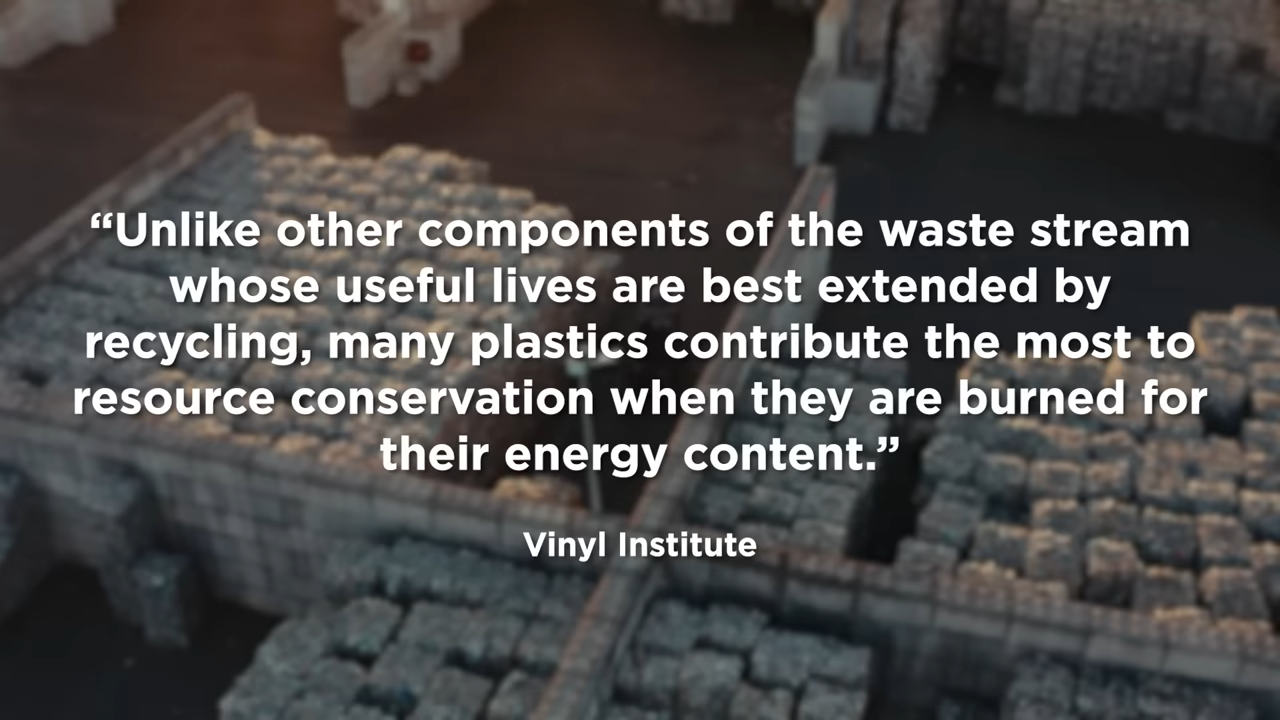 “Unlike other components of the waste stream
whose useful lives are best extended by
recycling, many plastics contribute the most to
resource conservation when they are burned for
their energy content.”
Vinyl Institute